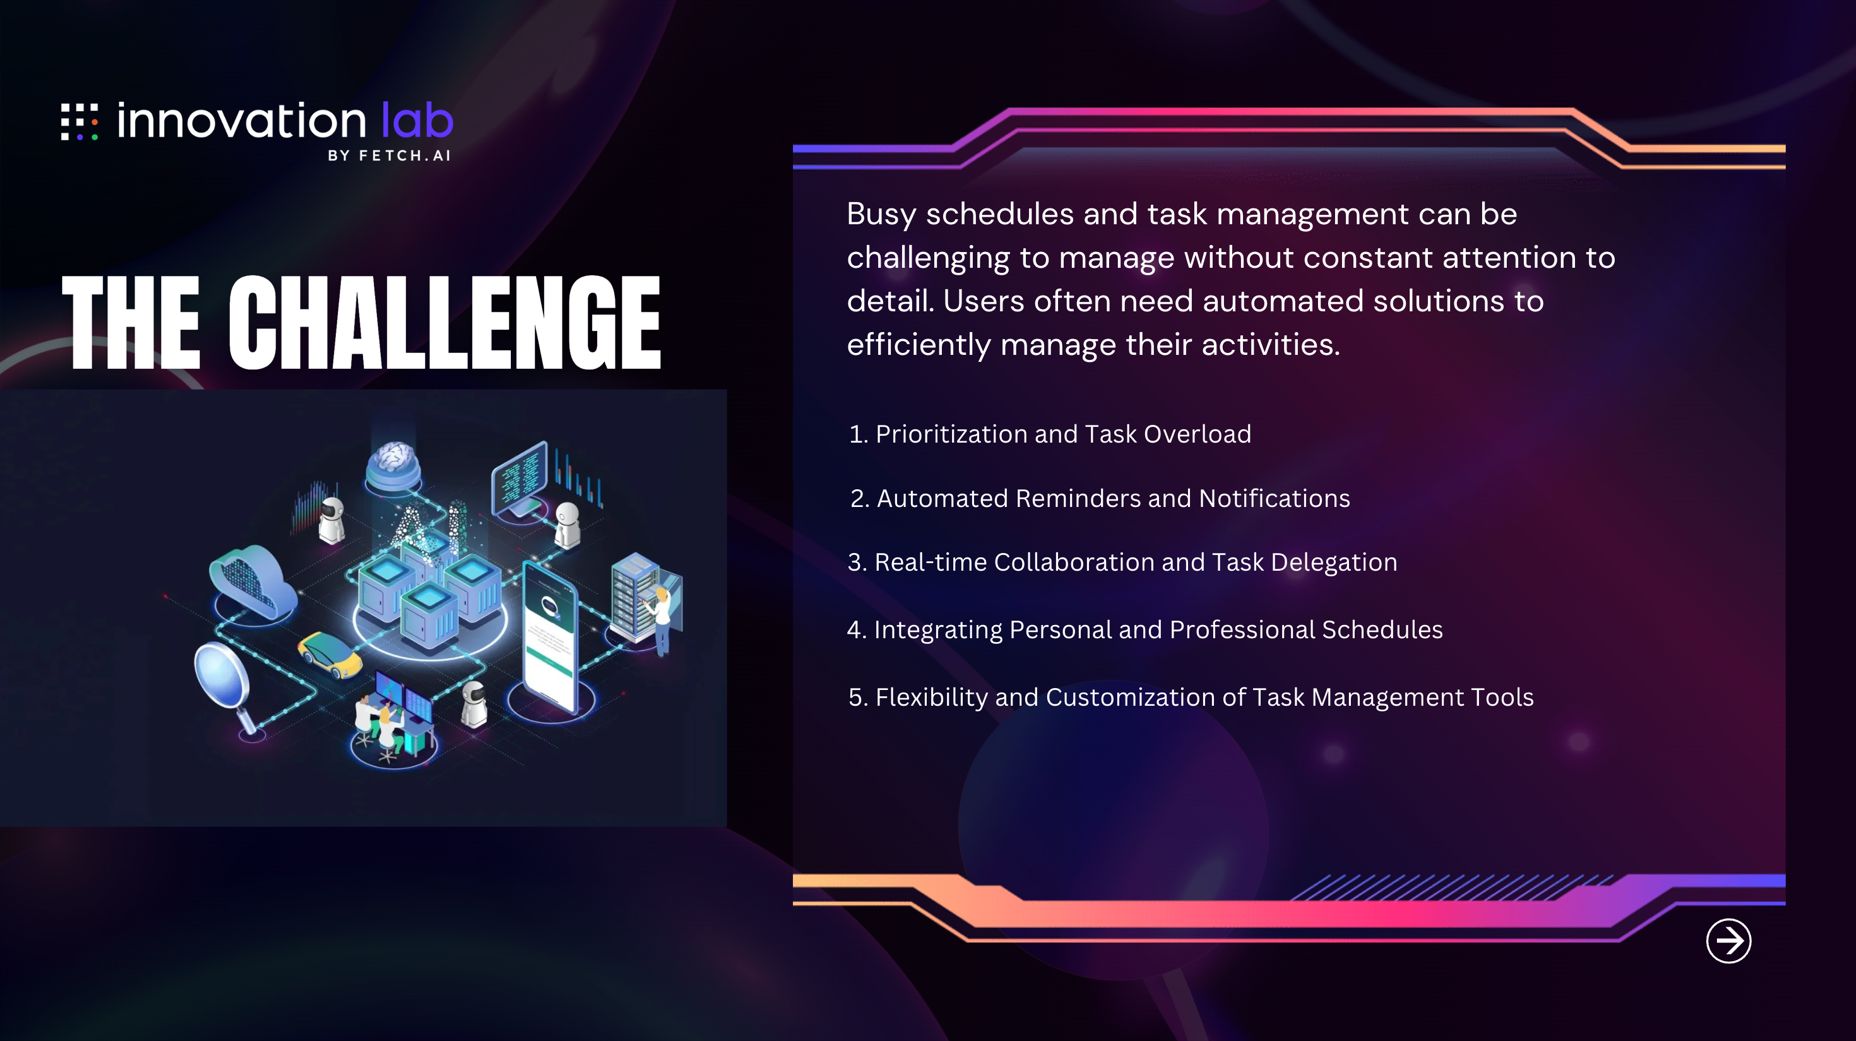 innovation lab
BY FETCH.AI
THE CHALLENGE
AI
Busy schedules and task management can be
challenging to manage without constant attention to
detail. Users often need automated solutions to
efficiently manage their activities.
1. Prioritization and Task Overload
2. Automated Reminders and Notifications
3. Real-time Collaboration and Task Delegation
4. Integrating Personal and Professional Schedules
5. Flexibility and Customization of Task Management Tools